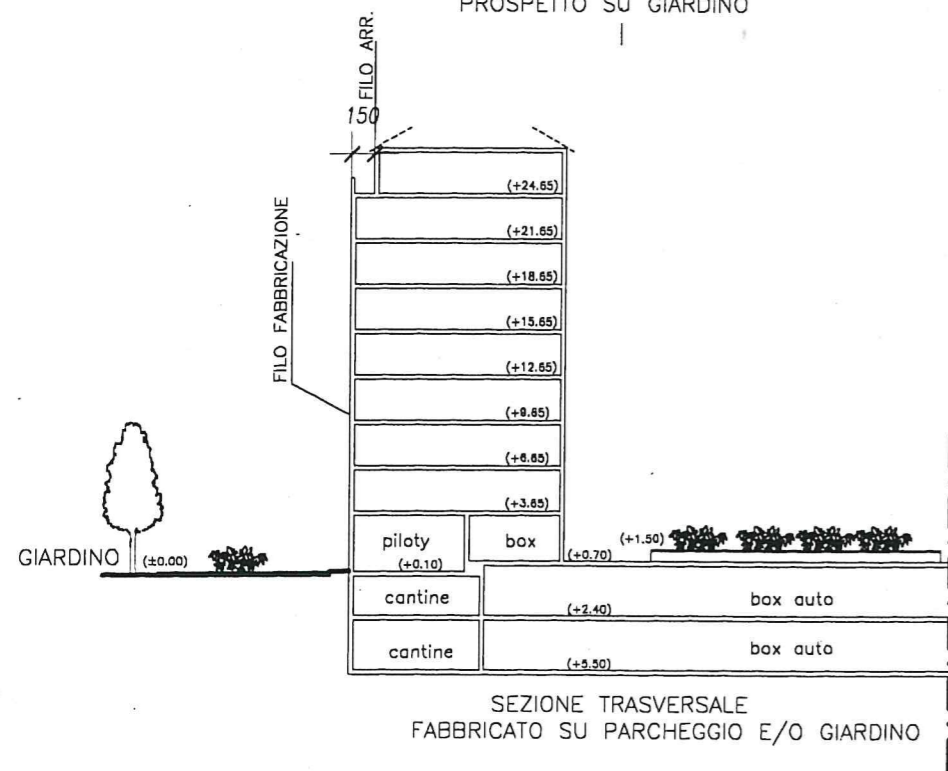 PROSPETTO SU GIARDINO
FILO ARR.
150
(+24.65)
FILO FABBRICAZIONE
(+21.65)
(+18.65)
(+15.65)
(+12.65)
(+9.65)
(+6.65)
(+3.65)
piloty
box
(+1.50)
GIARDINO (±0.00)
(+0.10)
(+0.70)
cantine
box auto
(+2.40)
cantine
box auto
(+5.50)
SEZIONE TRASVERSALE
FABBRICATO SU PARCHEGGIO E/O GIARDINO